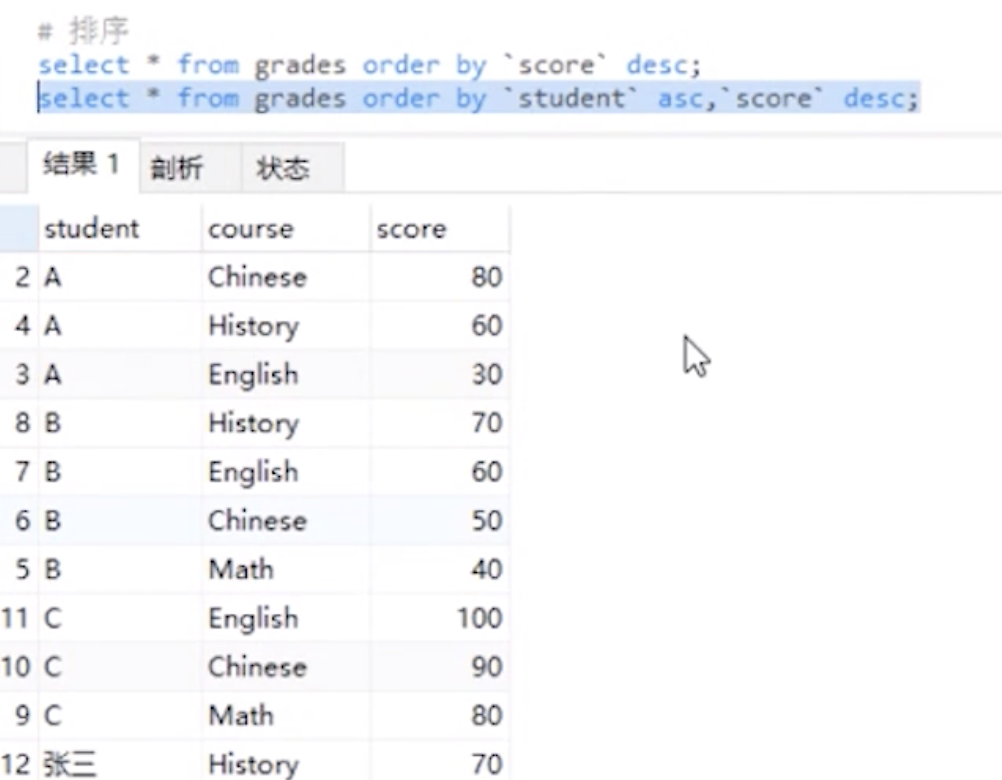 # 排序
select * from grades order by `score` desc;
select * from grades order by `student` asc,`score` desc;
结果 1 剖析 状态
student course score
2 A Chinese 80
4 A History 60
3 A English 30
8 B History 70
7 B English 60
6 B Chinese 50
5 B Math 40
11 C English 100
10 C Chinese 90
9 C Math 80
12 张三 History 70